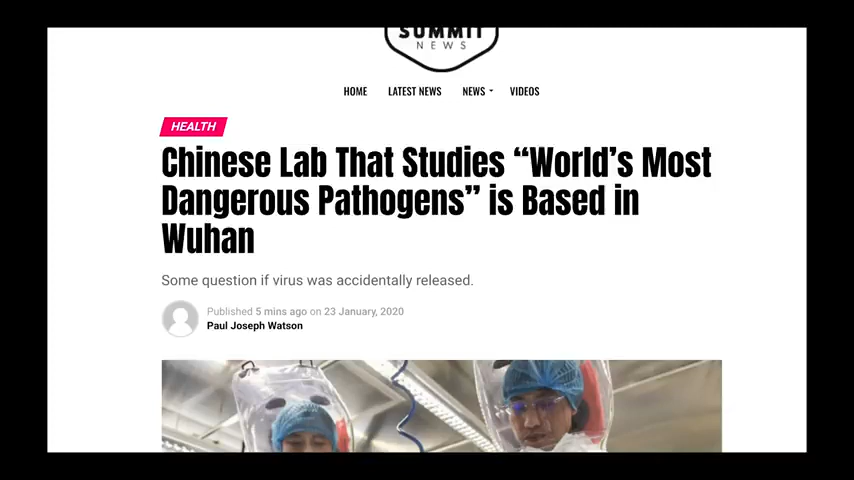 SUMMIT
NEWS
HOME LATEST NEWS NEWS VIDEOS
HEALTH
Chinese Lab That Studies “World’s Most
Dangerous Pathogens” is Based in
Wuhan
Some question if virus was accidentally released.
Published 5 mins ago on 23 January, 2020
Paul Joseph Watson